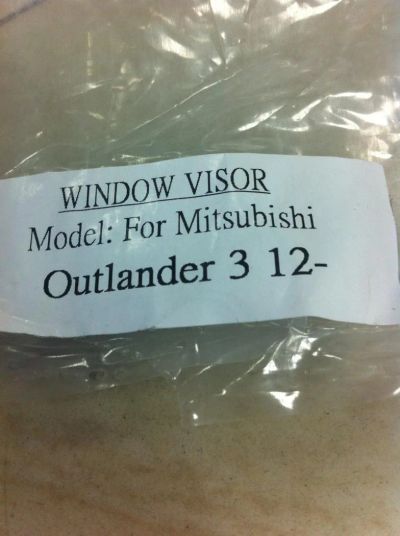 WINDOW VISOR
Model: For Mitsubishi
Outlander 3 12-